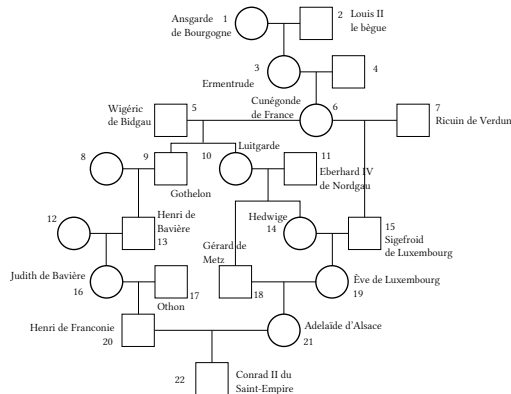 Ansgarde 1
de Bourgogne
2 Louis II
le bègue
3
Ermentrude
4
Wigéric 5
de Bidgau
Cunégonde
de France 6
7
Ricuin de Verdun
8
9
Gothelon
Luitgarde
10
11
Eberhard IV
de Nordgau
12
Henri de
Bavière
13
Hedwige
14
15
Sigefroid
de Luxembourg
Gérard de
Metz
Judith de Bavière
16
17
Othon
18
Ève de Luxembourg
19
Henri de Franconie
20
Adelaïde d'Alsace
21
22
Conrad II du
Saint-Empire